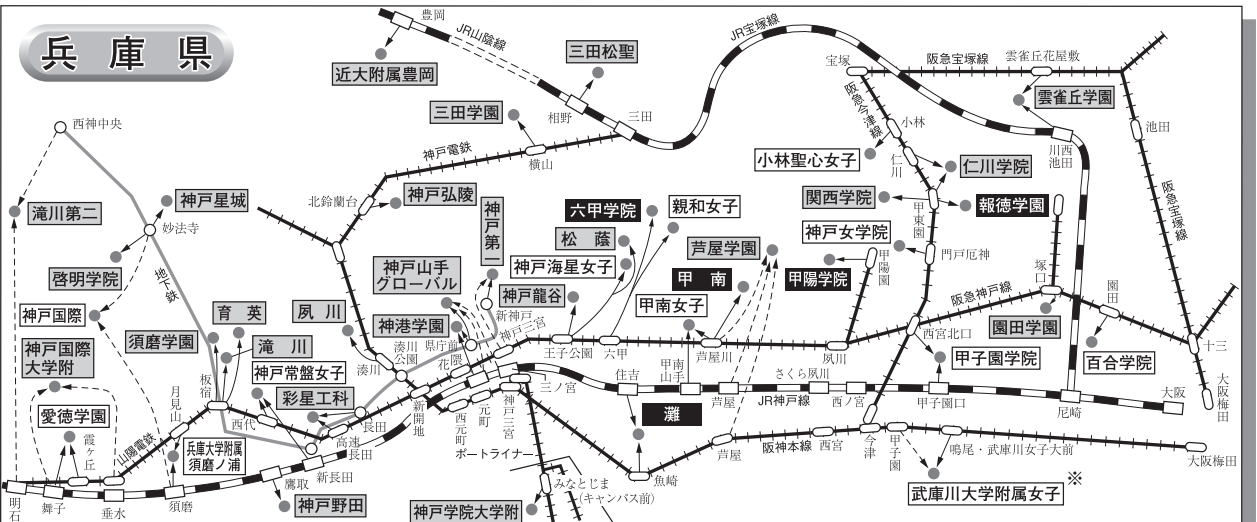 兵庫県
豊岡
JR山陰線
近大附属豊岡
三田松聖
相野
三田
三田学園
横山
神戸電鉄
JR宝塚線
宝塚
阪急宝塚線
雲雀丘花屋敷
雲雀丘学園
川西池田
池田
阪急宝塚線
阪急今津線
小林
小林聖心女子
仁川
仁川学院
関西学院
甲東園
報徳学園
神戸女学院
門戸厄神
甲陽園
甲陽学院
西神中央
滝川第二
神戸星城
妙法寺
啓明学院
地下鉄
神戸国際
神戸国際
大学附
愛徳学園
霞ヶ丘
北鈴蘭台
神戸弘陵
神戸第一
神戸山手
グローバル
神港学園
県庁前
花隈
新神戸
神戸三宮
六甲学院
松蔭
神戸海星女子
神戸龍谷
親和女子
王子公園
六甲
芦屋学園
甲南
甲南女子
芦屋川
夙川
阪急神戸線
西宮北口
塚口
園田学園
園田
百合学園
十三
大阪梅田
甲子園学院
須磨学園
育英
滝川
神戸常盤女子
彩星工科
夙川
湊川公園
湊川
板宿
月見山
西代
兵庫大学附属
須磨ノ浦
山陽電鉄
長田
高速長田
新長田
鷹取
神戸野田
新開地
西元町
元町
神戸三宮
三ノ宮
住吉
灘
甲南山手
芦屋
さくら夙川
JR神戸線
西ノ宮
甲子園口
尼崎
大阪
明石
舞子
垂水
須磨
ポートライナー
みなとじま
(キャンパス前)
神戸学院大学附
魚崎
芦屋
阪神本線
西宮
今津
甲子園
鳴尾・武庫川女子大前
武庫川大学附属女子
※
大阪梅田